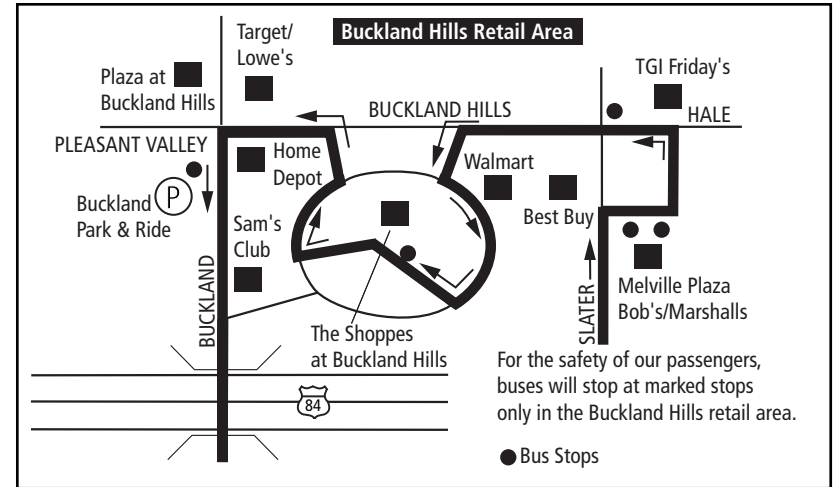 Buckland Hills Retail Area
Target/
Lowe's
Plaza at
Buckland Hills
TGI Friday's
BUCKLAND HILLS
HALE
PLEASANT VALLEY
Home
Depot
Walmart
Buckland
Park & Ride
P
Sam's
Club
Best Buy
BUCKLAND
SLATER
Melville Plaza
Bob's/Marshalls
The Shoppes
at Buckland Hills
For the safety of our passengers,
buses will stop at marked stops
only in the Buckland Hills retail area.
84
Bus Stops